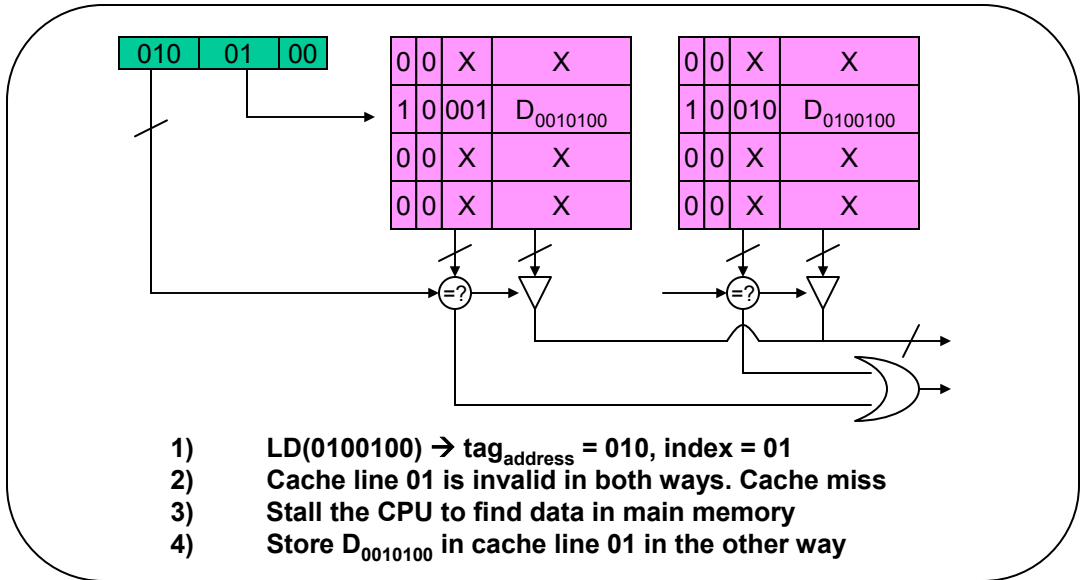 010 01 00
0 0 X X
1 0 001 D0010100
0 0 X X
0 0 X X
0 0 X X
1 0 010 D0100100
0 0 X X
0 0 X X
=?
=?
1) LD(0100100) → tagaddress = 010, index = 01
2) Cache line 01 is invalid in both ways. Cache miss
3) Stall the CPU to find data in main memory
4) Store D0010100 in cache line 01 in the other way